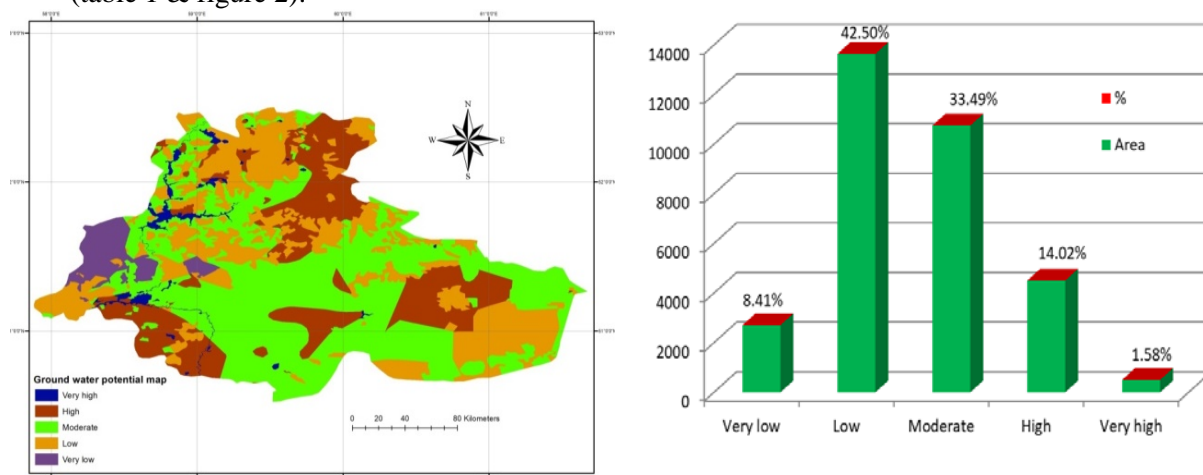 (table 1 & figure 2).
N
W
E
S
Ground water potential map
Very high
High
Moderate
Low
Very low
0 20 40 80 Kilometers
14000
12000
10000
8000
6000
4000
2000
0
8.41%
42.50%
33.49%
14.02%
1.58%
%
Area
Very low
Low
Moderate
High
Very high